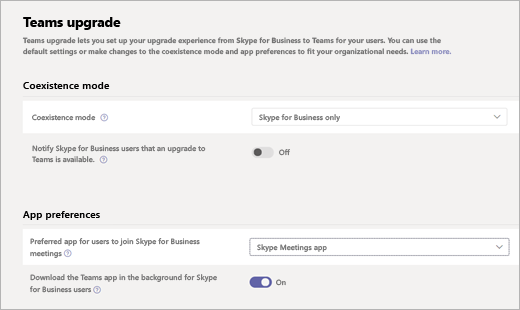 Teams upgrade
Teams upgrade lets you set up your upgrade experience from Skype for Business to Teams for your users. You can use the
default settings or make changes to the coexistence mode and app preferences to fit your organizational needs. Learn more.
Coexistence mode
Coexistence mode ? Skype for Business only
Notify Skype for Business users that an upgrade to
Teams is available. ? Off
App preferences
Preferred app for users to join Skype for Business
meetings ? Skype Meetings app
Download the Teams app in the background for Skype
for Business users ? On